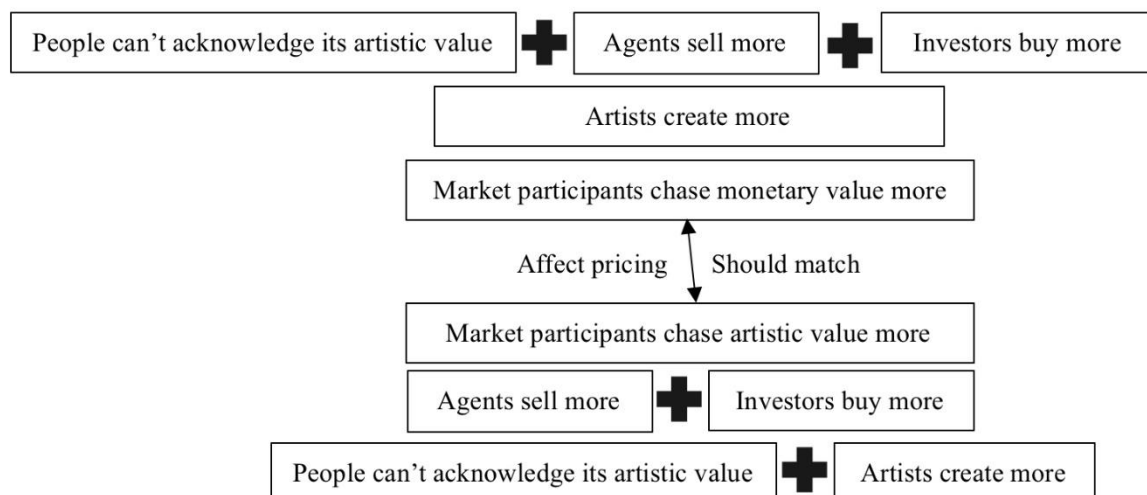 People can’t acknowledge its artistic value Agents sell more Investors buy more
Artists create more
Market participants chase monetary value more
Affect pricing Should match
Market participants chase artistic value more
Agents sell more Investors buy more
People can’t acknowledge its artistic value Artists create more